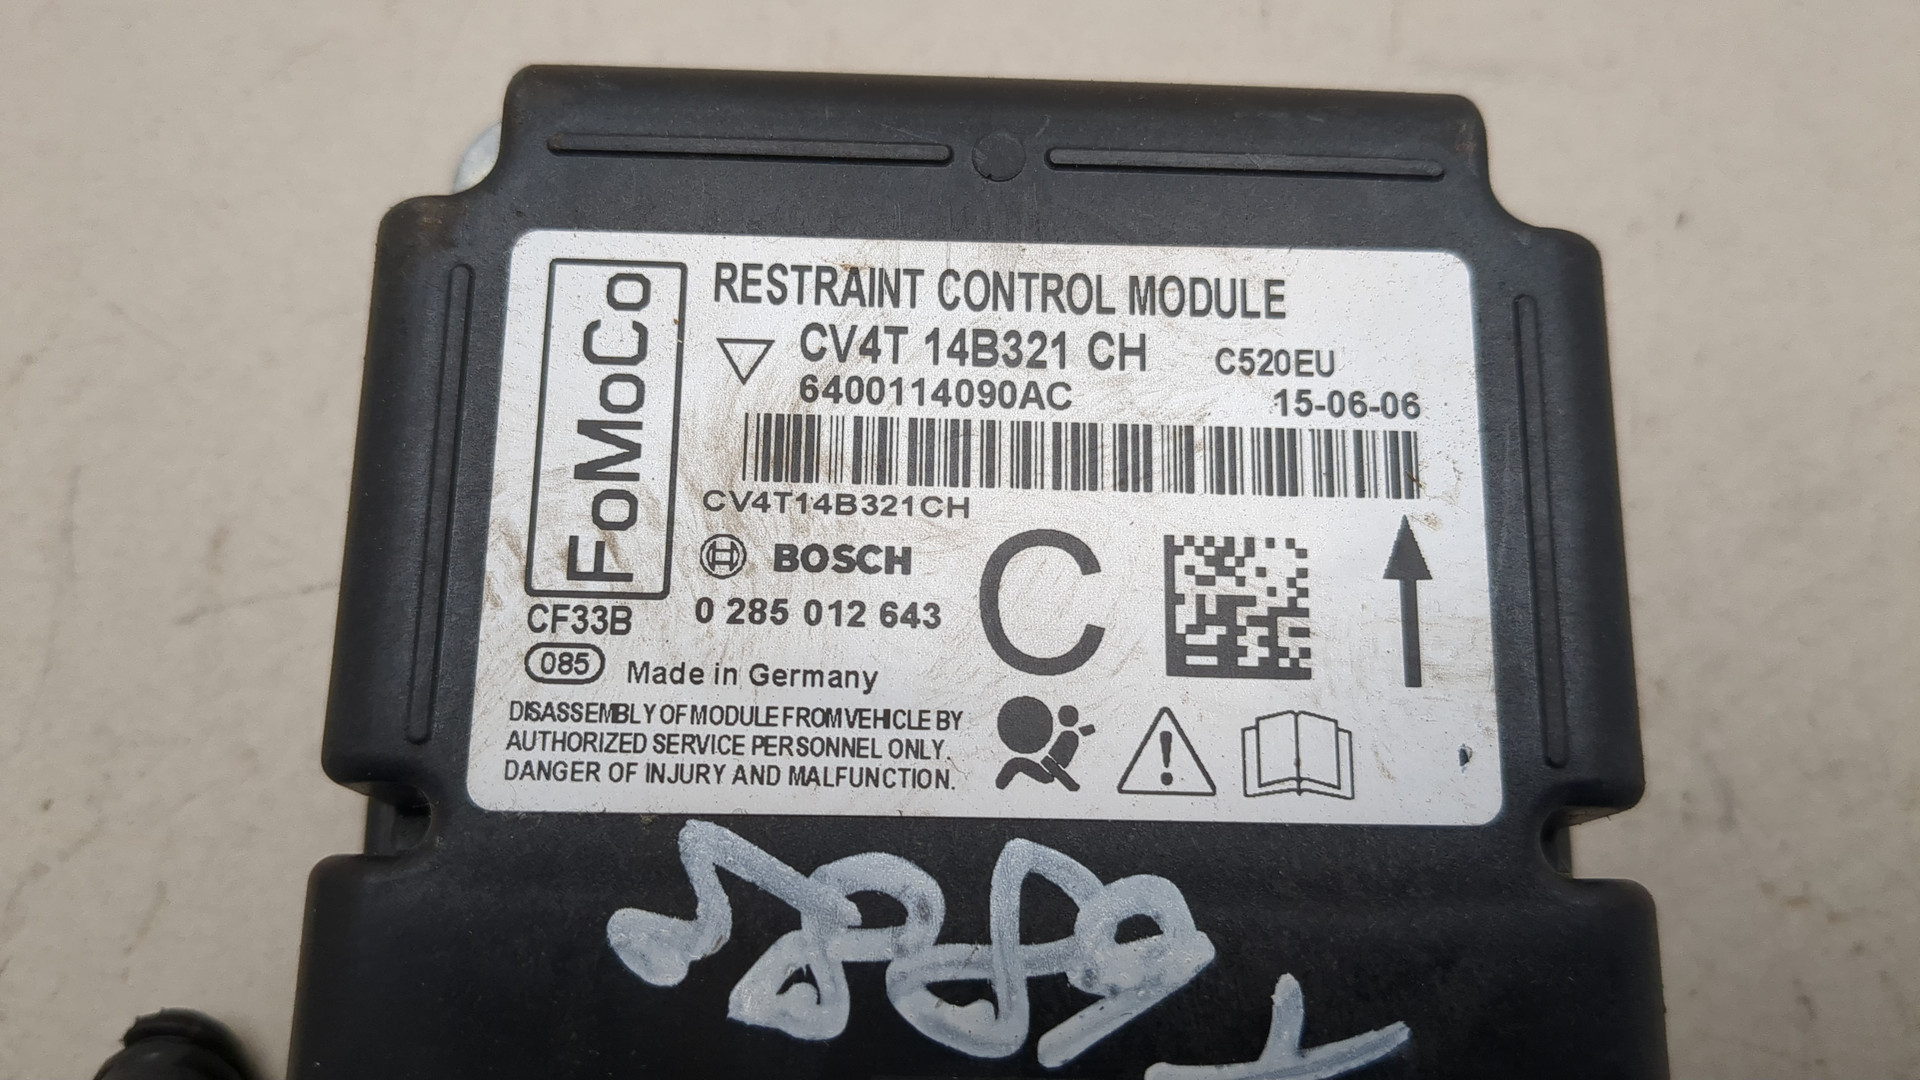 RESTRAINT CONTROL MODULE
CV4T 14B321 CH C520EU
6400114090AC 15-06-06
CV4T14B321CH
FoMoCo
BOSCH
C
CF33B 0 285 012 643
085 Made in Germany
DISASSEMBLY OF MODULE FROM VEHICLE BY
AUTHORIZED SERVICE PERSONNEL ONLY.
DANGER OF INJURY AND MALFUNCTION.